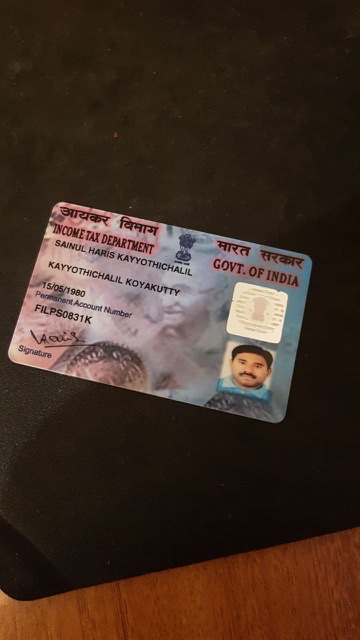 आयकर विभाग
INCOME TAX DEPARTMENT
भारत सरकार
GOVT. OF INDIA
SAINUL HARIS KAYYOTHICHALIL
KAYYOTHICHALIL KOYAKUTTY
15/05/1980
Permanent Account Number
FILPS0831K
Signature